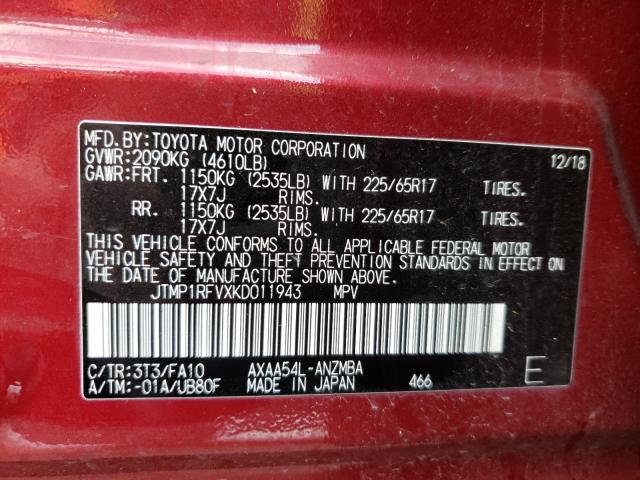 MFD.BY:TOYOTA MOTOR CORPORATION 12/18
GVWR:2090KG (4610LB)
GAWR:FRT. 1150KG (2535LB) WITH 225/65R17 TIRES.
17X7J RIMS.
RR. 1150KG (2535LB) WITH 225/65R17 TIRES.
17X7J RIMS.
THIS VEHICLE CONFORMS TO ALL APPLICABLE FEDERAL MOTOR
VEHICLE SAFETY AND THEFT PREVENTION STANDARDS IN EFFECT ON
THE DATE OF MANUFACTURE SHOWN ABOVE.
JTMP1RFVXKD011943 MPV
C/TR:3T3/FA10 AXAA54L-ANZMBA
A/TM:-01A/UB80F MADE IN JAPAN 466 E